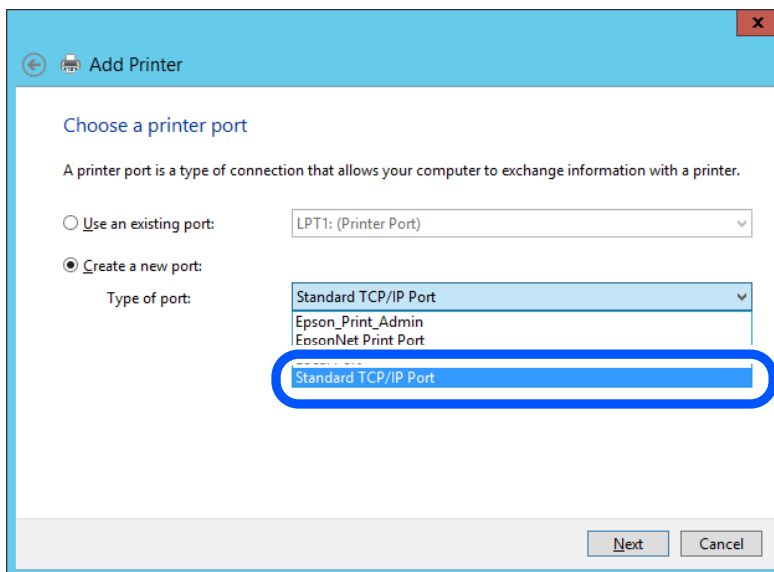 x
Add Printer
Choose a printer port
A printer port is a type of connection that allows your computer to exchange information with a printer.
Use an existing port: LPT1: (Printer Port)
Create a new port:
Type of port: Standard TCP/IP Port
Epson_Print_Admin
EpsonNet Print Port
Standard TCP/IP Port
Next Cancel